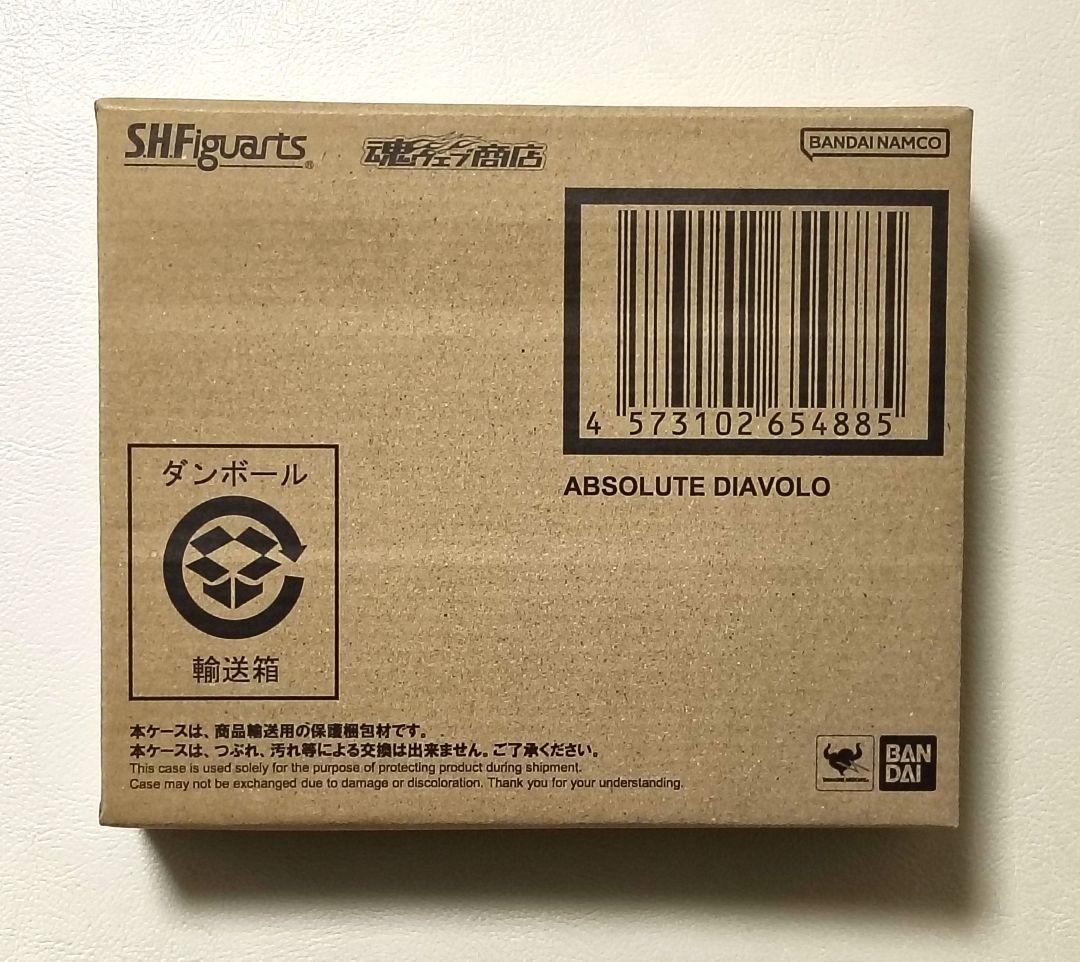 S.H.Figuarts®
魂ウェブ商店
BANDAI NAMCO
4 573102 654885
ABSOLUTE DIAVOLO
ダンボール
輸送箱
本ケースは、商品輸送用の保護梱包材です。
本ケースは、つぶれ、汚れ等による交換は出来ません。ご了承ください。
This case is used solely for the purpose of protecting product during shipment.
Case may not be exchanged due to damage or discoloration. Thank you for your understanding.
BAN
DAI